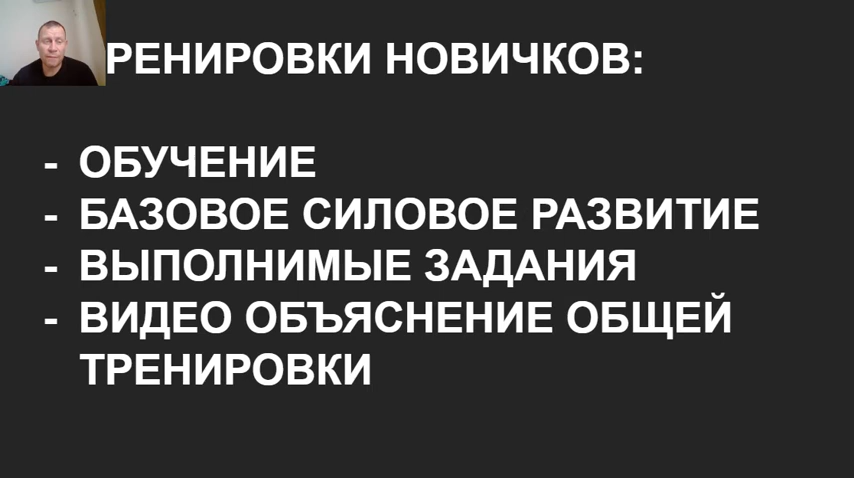 РЕНИРОВКИ НОВИЧКОВ:
- ОБУЧЕНИЕ
- БАЗОВОЕ СИЛОВОЕ РАЗВИТИЕ
- ВЫПОЛНИМЫЕ ЗАДАНИЯ
- ВИДЕО ОБЪЯСНЕНИЕ ОБЩЕЙ
ТРЕНИРОВКИ